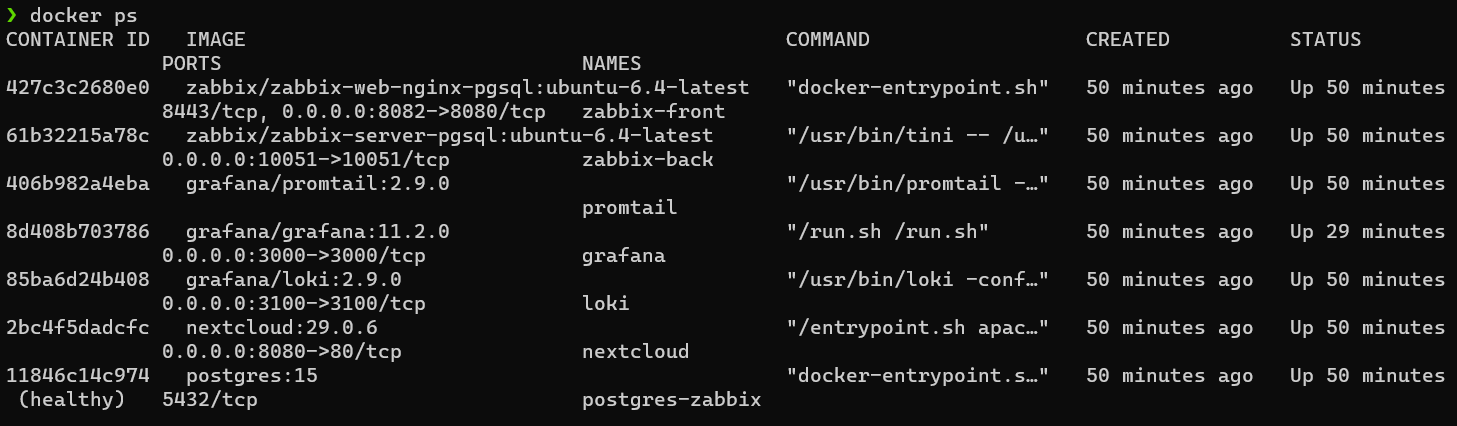 ❯ docker ps
CONTAINER ID   IMAGE                                             COMMAND                  CREATED          STATUS
             PORTS                              NAMES
427c3c2680e0   zabbix/zabbix-web-nginx-pgsql:ubuntu-6.4-latest   "docker-entrypoint.sh"   50 minutes ago   Up 50 minutes
             8443/tcp, 0.0.0.0:8082->8080/tcp   zabbix-front
61b32215a78c   zabbix/zabbix-server-pgsql:ubuntu-6.4-latest      "/usr/bin/tini -- /u…"   50 minutes ago   Up 50 minutes
             0.0.0.0:10051->10051/tcp           zabbix-back
406b982a4eba   grafana/promtail:2.9.0                            "/usr/bin/promtail -…"   50 minutes ago   Up 50 minutes
                                                promtail
8d408b703786   grafana/grafana:11.2.0                            "/run.sh /run.sh"        50 minutes ago   Up 29 minutes
             0.0.0.0:3000->3000/tcp             grafana
85ba6d24b408   grafana/loki:2.9.0                                "/usr/bin/loki -conf…"   50 minutes ago   Up 50 minutes
             0.0.0.0:3100->3100/tcp             loki
2bc4f5dadcfc   nextcloud:29.0.6                                  "/entrypoint.sh apac…"   50 minutes ago   Up 50 minutes
             0.0.0.0:8080->80/tcp               nextcloud
11846c14c974   postgres:15                                       "docker-entrypoint.s…"   50 minutes ago   Up 50 minutes
 (healthy)   5432/tcp                           postgres-zabbix